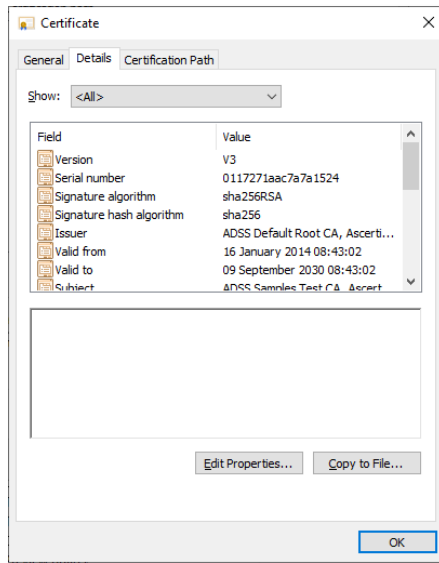 Certificate
General Details Certification Path
Show: <All>
Field Value
Version V3
Serial number 0117271aac7a7a1524
Signature algorithm sha256RSA
Signature hash algorithm sha256
Issuer ADSS Default Root CA, Ascerti...
Valid from 16 January 2014 08:43:02
Valid to 09 September 2030 08:43:02
Subject ADSS Samples Test CA, Ascert
Edit Properties... Copy to File...
OK